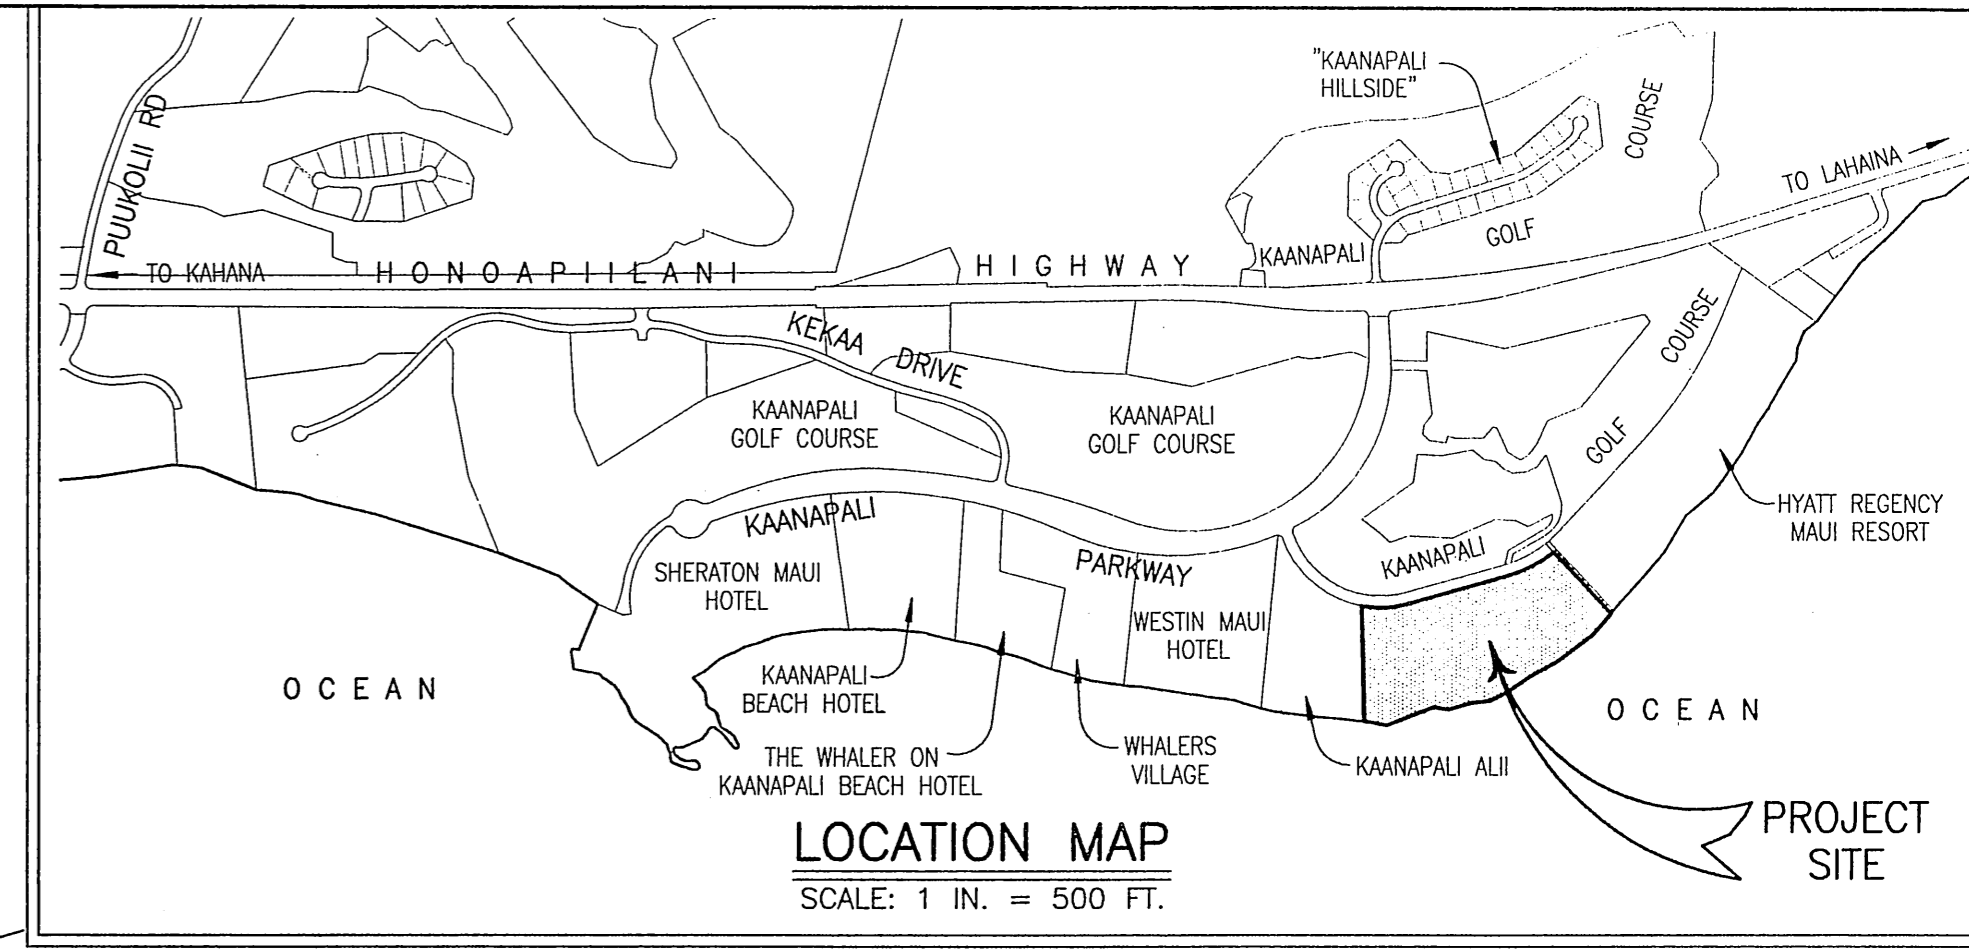 "KAANAPALI
HILLSIDE"
COURSE
PUUKOLII RD
TO LAHAINA
GOLF
KAANAPALI
TO KAHANA
HONOAPIILANI HIGHWAY
KEKAA DRIVE
COURSE
GOLF
KAANAPALI
KAANAPALI
GOLF COURSE
KAANAPALI
GOLF COURSE
HYATT REGENCY
MAUI RESORT
KAANAPALI PARKWAY
SHERATON MAUI
HOTEL
WESTIN MAUI
HOTEL
OCEAN
KAANAPALI
BEACH HOTEL
THE WHALER ON
KAANAPALI BEACH HOTEL
WHALERS
VILLAGE
KAANAPALI ALII
OCEAN
PROJECT
SITE
LOCATION MAP
SCALE: 1 IN. = 500 FT.